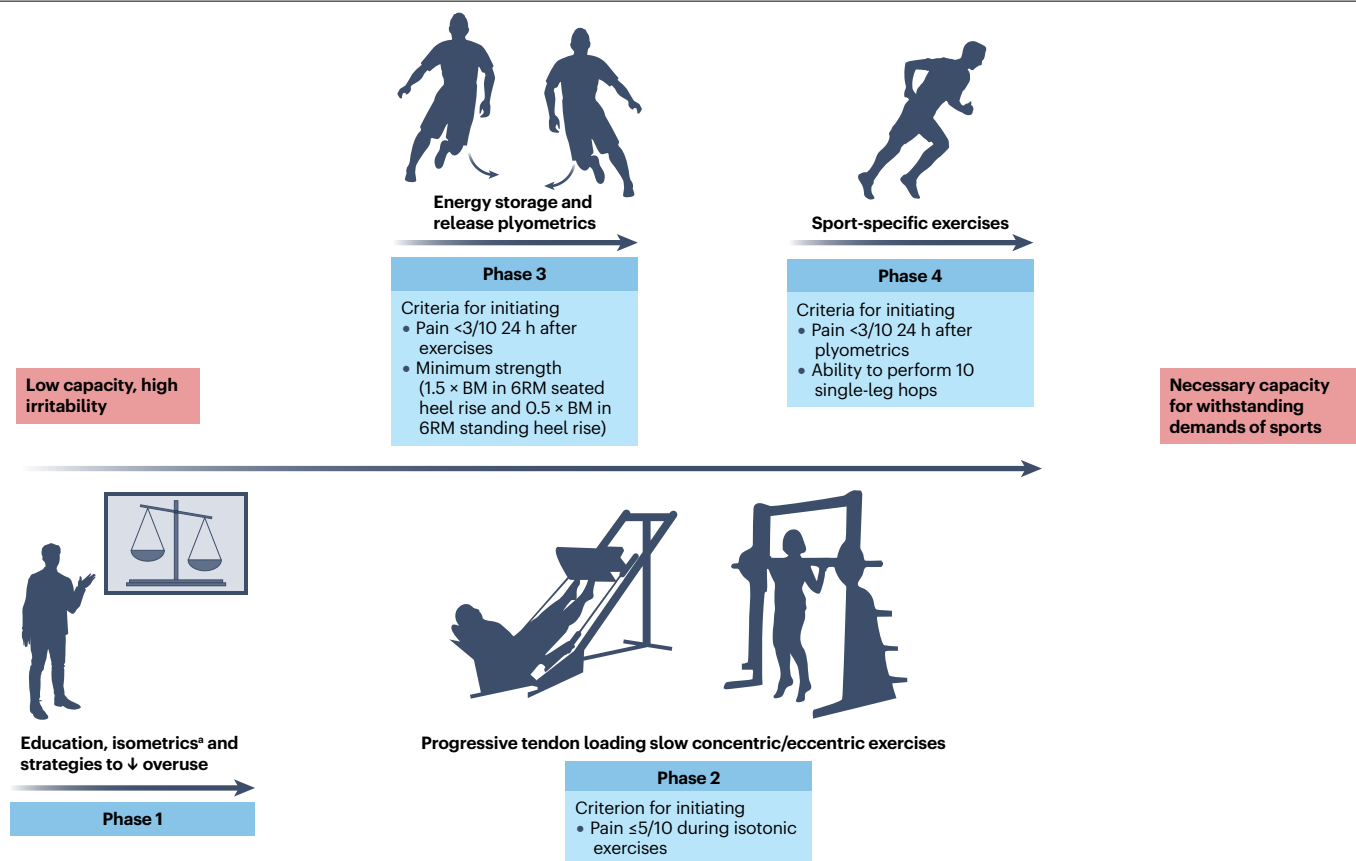 Energy storage and
release plyometrics
Phase 3
Criteria for initiating
• Pain <3/10 24 h after
exercises
• Minimum strength
(1.5 × BM in 6RM seated
heel rise and 0.5 × BM in
6RM standing heel rise)
Sport-specific exercises
Phase 4
Criteria for initiating
• Pain <3/10 24 h after
plyometrics
• Ability to perform 10
single-leg hops
Low capacity, high
irritability
Necessary capacity
for withstanding
demands of sports
Education, isometricsᵃ and
strategies to ↓ overuse
Phase 1
Progressive tendon loading slow concentric/eccentric exercises
Phase 2
Criterion for initiating
• Pain ≤5/10 during isotonic
exercises